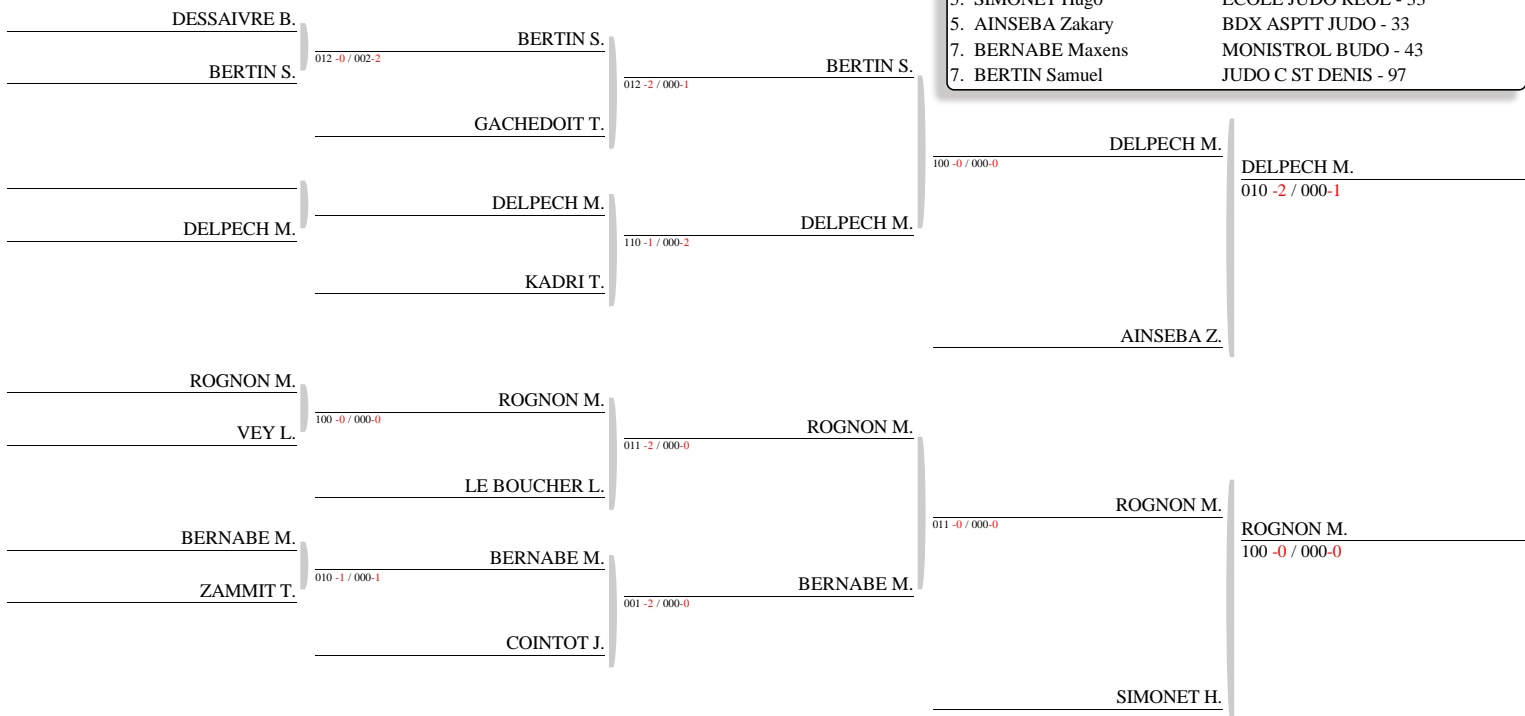 DESSAIVRE B.
BERTIN S.
012 -0 / 002-2
BERTIN S.
GACHEDOIT T.
012 -2 / 000-1
BERTIN S.
DELPECH M.
DELPECH M.
KADRI T.
110 -1 / 000-2
DELPECH M.
100 -0 / 000-0
DELPECH M.
AINSEBA Z.
DELPECH M.
010 -2 / 000-1
5. SIMONET Hugo
5. AINSEBA Zakary BDX ASPTT JUDO - 33
7. BERNABE Maxens MONISTROL BUDO - 43
7. BERTIN Samuel JUDO C ST DENIS - 97
ROGNON M.
VEY L.
100 -0 / 000-0
ROGNON M.
LE BOUCHER L.
011 -2 / 000-0
ROGNON M.
BERNABE M.
ZAMMIT T.
010 -1 / 000-1
BERNABE M.
COINTOT J.
001 -2 / 000-0
BERNABE M.
011 -0 / 000-0
ROGNON M.
SIMONET H.
ROGNON M.
100 -0 / 000-0